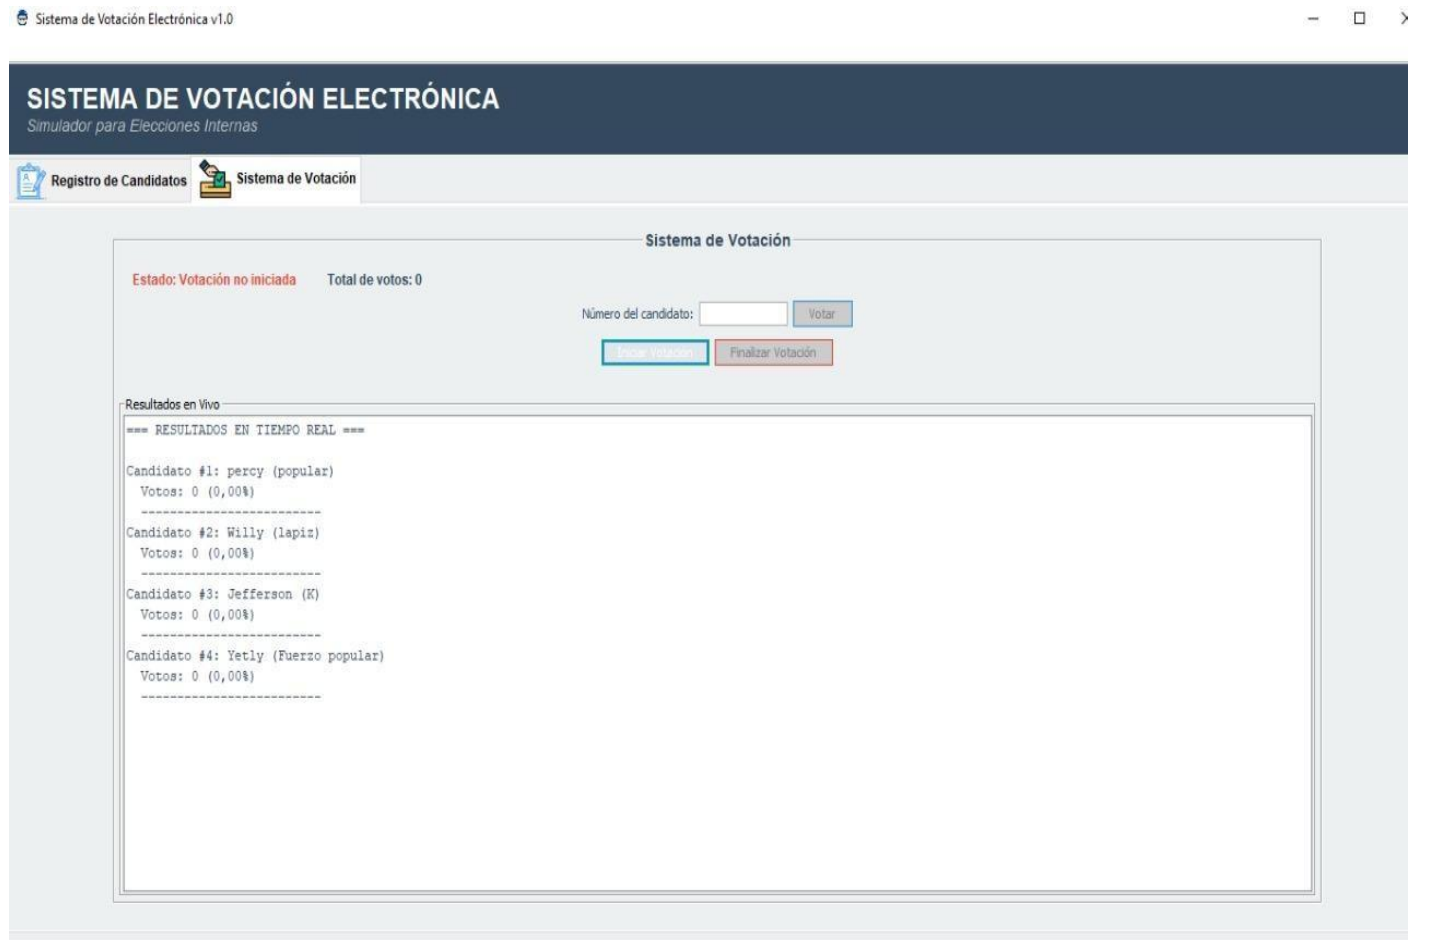 Sistema de Votación Electrónica v1.0
SISTEMA DE VOTACIÓN ELECTRÓNICA
Simulador para Elecciones Internas
Registro de Candidatos Sistema de Votación
Sistema de Votación
Estado: Votación no iniciada Total de votos: 0
Número del candidato: Votar
Iniciar Votación Finalizar Votación
Resultados en Vivo
=== RESULTADOS EN TIEMPO REAL ===
Candidato #1: percy (popular)
Votos: 0 (0,00%)
-------------------------
Candidato #2: Willy (lapiz)
Votos: 0 (0,00%)
-------------------------
Candidato #3: Jefferson (K)
Votos: 0 (0,00%)
-------------------------
Candidato #4: Yetly (Fuerzo popular)
Votos: 0 (0,00%)
-------------------------